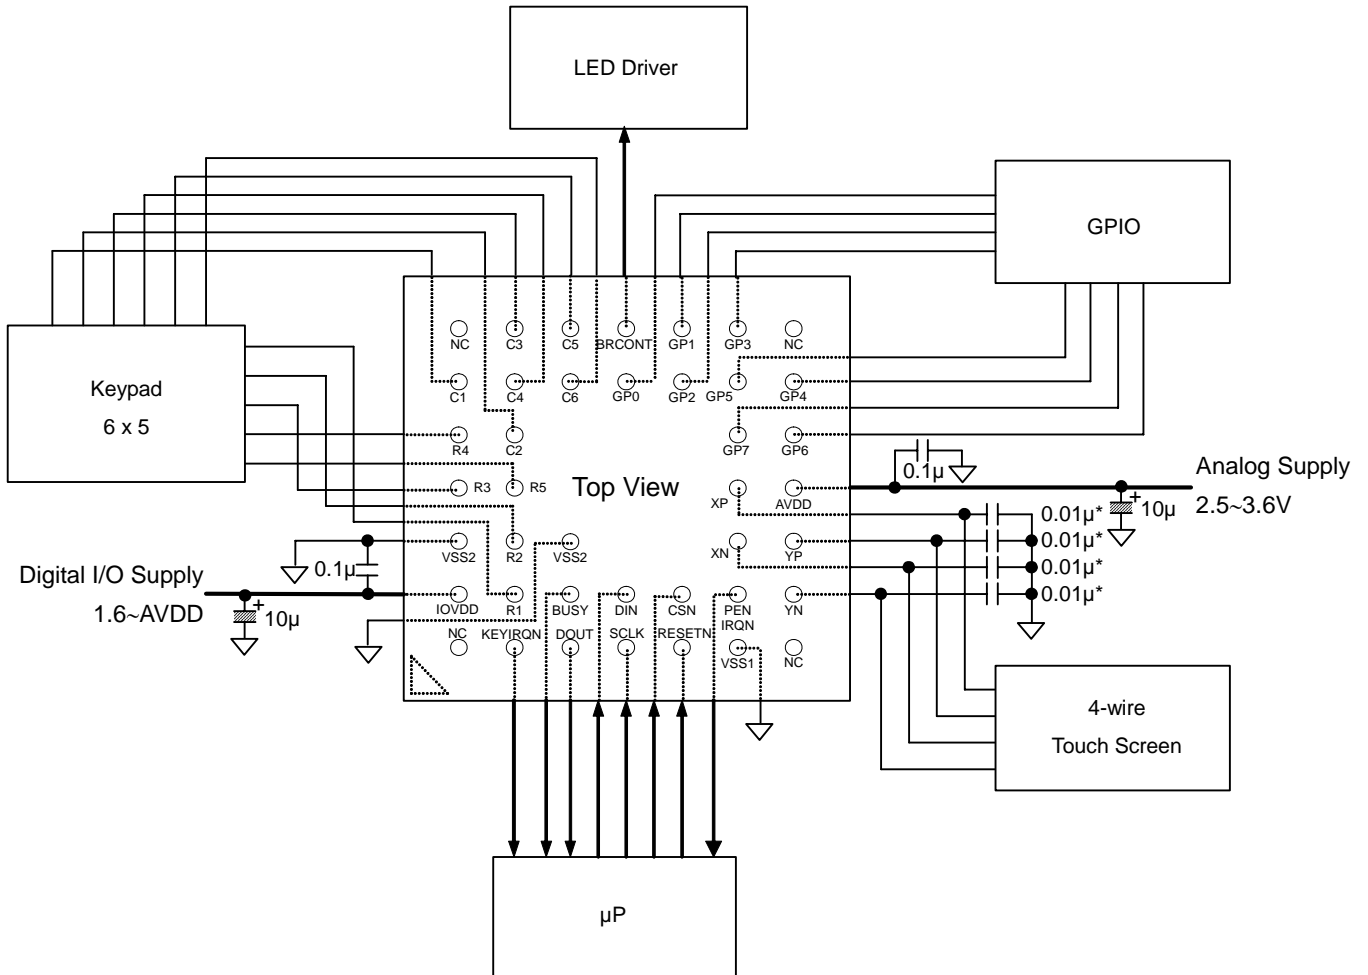 LED Driver
GPIO
Keypad
6 x 5
NC
C3
C5
BRCONT
GP1
GP3
NC
C1
C4
C6
GP0
GP2
GP5
GP4
R4
C2
GP7
GP6
R3
R5
Top View
XP
AVDD
0.1µ
Analog Supply
2.5~3.6V
10µ
0.01µ*
0.01µ*
0.01µ*
0.01µ*
VSS2
R2
VSS2
XN
YP
Digital I/O Supply
1.6~AVDD
0.1µ
10µ
IOVDD
R1
BUSY
DIN
CSN
PEN
IRQN
YN
NC
KEYIRQN
DOUT
SCLK
RESETN
VSS1
NC
4-wire
Touch Screen
µP